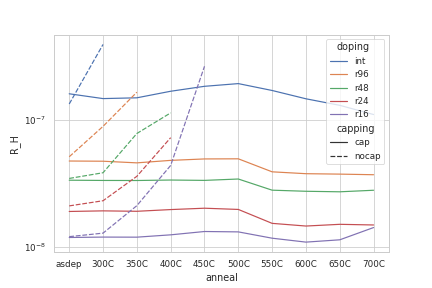 doping
int
r96
r48
r24
r16
capping
cap
nocap
R_H
10⁻⁷
10⁻⁸
asdep 300C 350C 400C 450C 500C 550C 600C 650C 700C
anneal